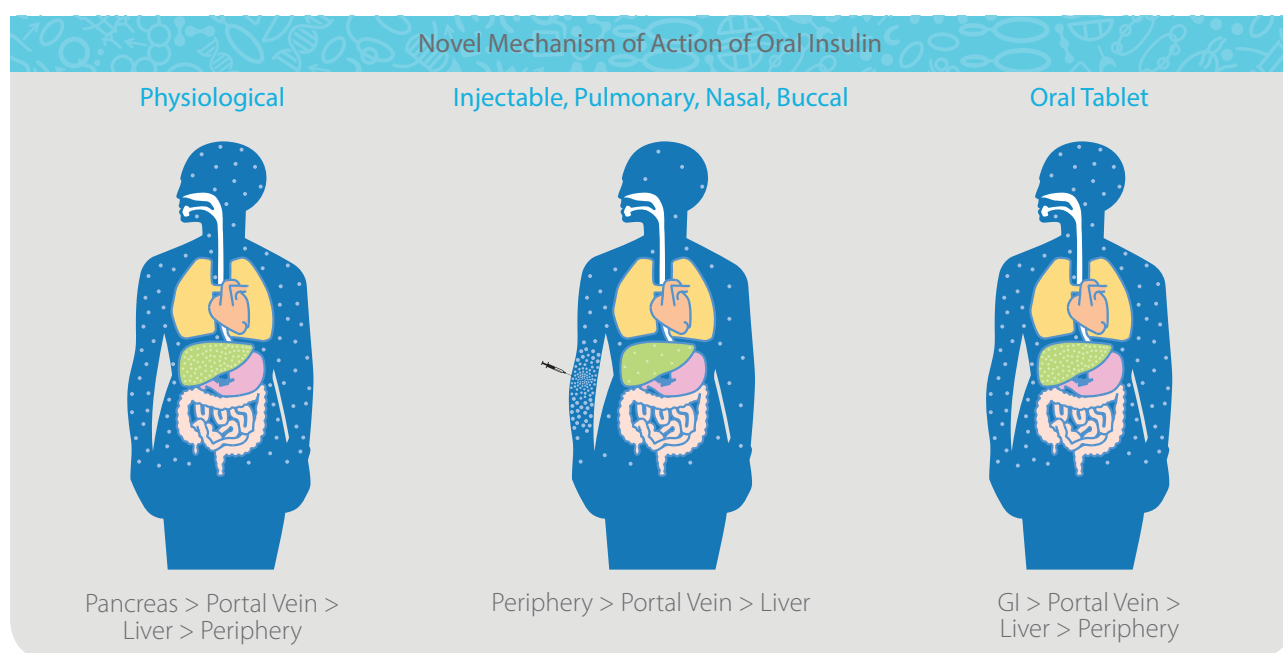 Novel Mechanism of Action of Oral Insulin
Physiological
Injectable, Pulmonary, Nasal, Buccal
Oral Tablet
Pancreas > Portal Vein >
Liver > Periphery
Periphery > Portal Vein > Liver
GI > Portal Vein >
Liver > Periphery